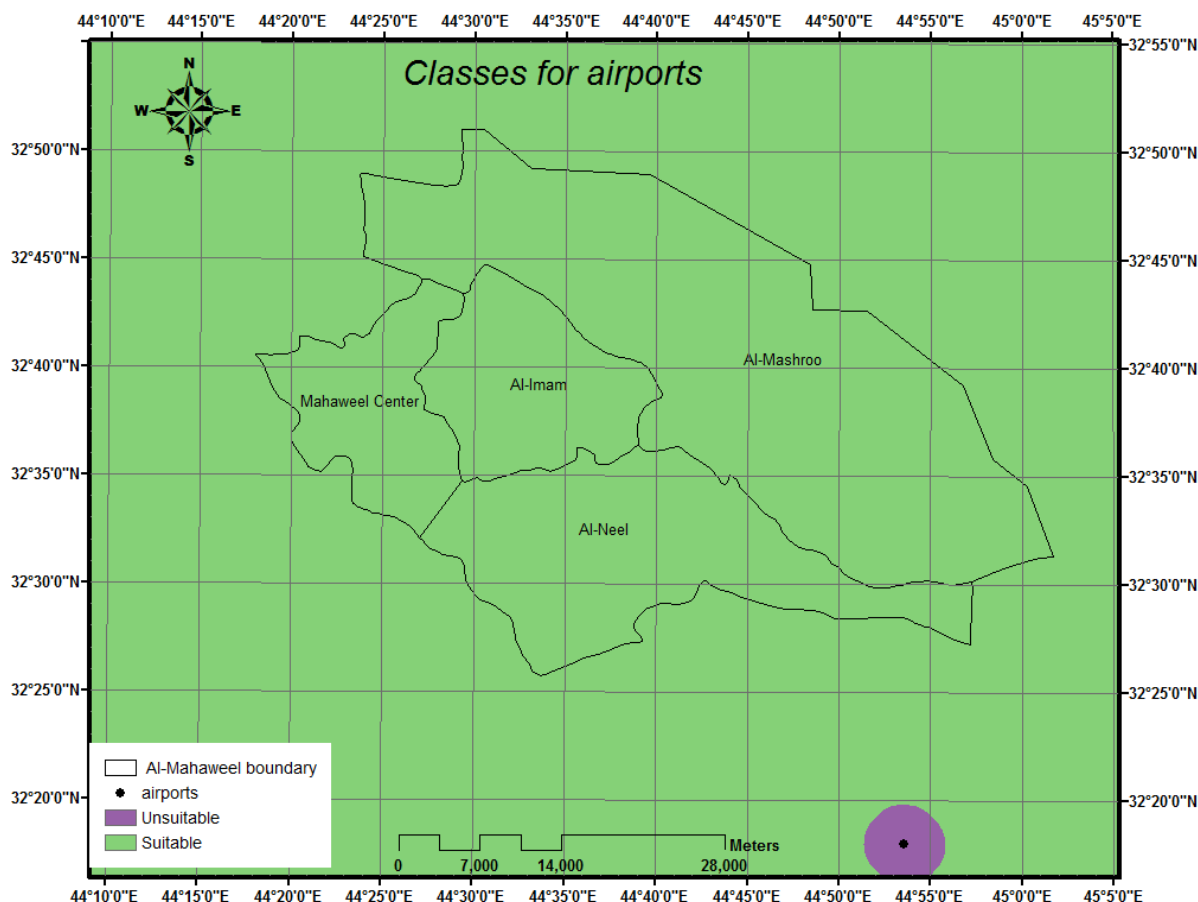 44°10'0"E 44°15'0"E 44°20'0"E 44°25'0"E 44°30'0"E 44°35'0"E 44°40'0"E 44°45'0"E 44°50'0"E 44°55'0"E 45°0'0"E 45°5'0"E
Classes for airports
N
W E
S
32°55'0"N
32°50'0"N 32°50'0"N
32°45'0"N 32°45'0"N
Al-Mashroo
32°40'0"N 32°40'0"N
Al-Imam
Mahaweel Center
32°35'0"N 32°35'0"N
Al-Neel
32°30'0"N 32°30'0"N
32°25'0"N 32°25'0"N
Al-Mahaweel boundary
airports
32°20'0"N 32°20'0"N
Unsuitable
Suitable
Meters
0 7,000 14,000 28,000
44°10'0"E 44°15'0"E 44°20'0"E 44°25'0"E 44°30'0"E 44°35'0"E 44°40'0"E 44°45'0"E 44°50'0"E 44°55'0"E 45°0'0"E 45°5'0"E